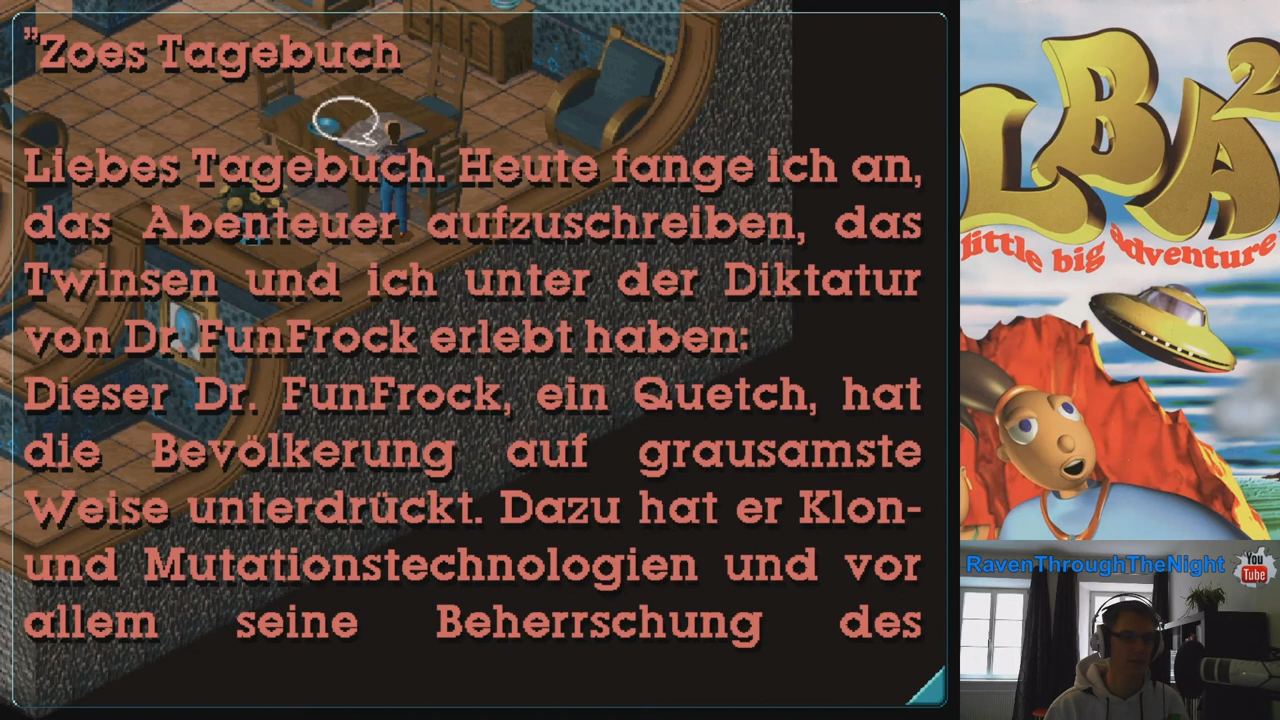 "Zoes Tagebuch
Liebes Tagebuch. Heute fange ich an,
das Abenteuer aufzuschreiben, das
Twinsen und ich unter der Diktatur
von Dr. FunFrock erlebt haben:
Dieser Dr. FunFrock, ein Quetch, hat
die Bevölkerung auf grausamste
Weise unterdrückt. Dazu hat er Klon-
und Mutationstechnologien und vor
allem seine Beherrschung des
LBA2
little big adventure
RavenThroughTheNight
You
Tube